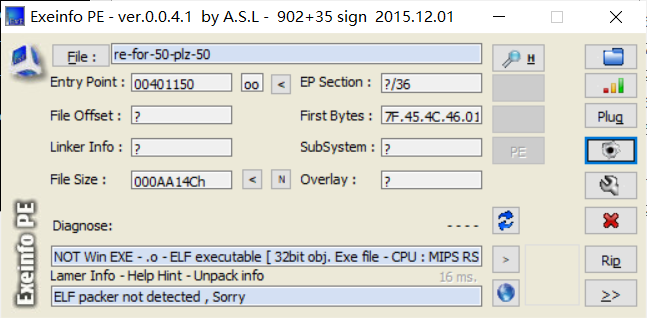 Exeinfo PE - ver.0.0.4.1 by A.S.L - 902+35 sign 2015.12.01
File : re-for-50-plz-50 H
Entry Point : 00401150 oo < EP Section : ?/36
File Offset : ? First Bytes : 7F.45.4C.46.01 Plug
Linker Info : ? SubSystem : ? PE
File Size : 000AA14Ch < N Overlay : ?
Diagnose: ----
NOT Win EXE - .o - ELF executable [ 32bit obj. Exe file - CPU : MIPS RS > Rip
Lamer Info - Help Hint - Unpack info 16 ms.
ELF packer not detected , Sorry >>
Exeinfo PE